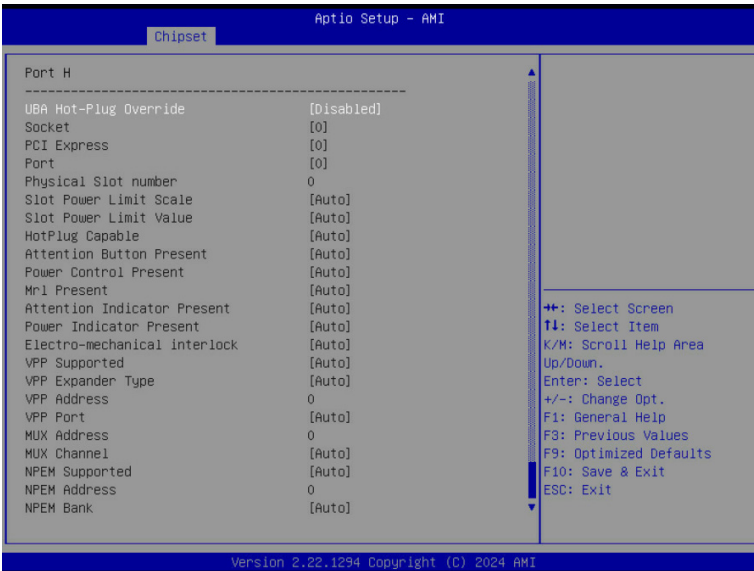 Aptio Setup - AMI
Chipset
Port H
--------------------------------------------------
UBA Hot-Plug Override [Disabled]
Socket [0]
PCI Express [0]
Port [0]
Physical Slot number 0
Slot Power Limit Scale [Auto]
Slot Power Limit Value [Auto]
HotPlug Capable [Auto]
Attention Button Present [Auto]
Power Control Present [Auto]
Mrl Present [Auto]
Attention Indicator Present [Auto]
Power Indicator Present [Auto]
Electro-mechanical interlock [Auto]
VPP Supported [Auto]
VPP Expander Type [Auto]
VPP Address 0
VPP Port [Auto]
MUX Address 0
MUX Channel [Auto]
NPEM Supported [Auto]
NPEM Address 0
NPEM Bank [Auto]
→←: Select Screen
↑↓: Select Item
K/M: Scroll Help Area
Up/Down.
Enter: Select
+/-: Change Opt.
F1: General Help
F3: Previous Values
F9: Optimized Defaults
F10: Save & Exit
ESC: Exit
Version 2.22.1294 Copyright (C) 2024 AMI